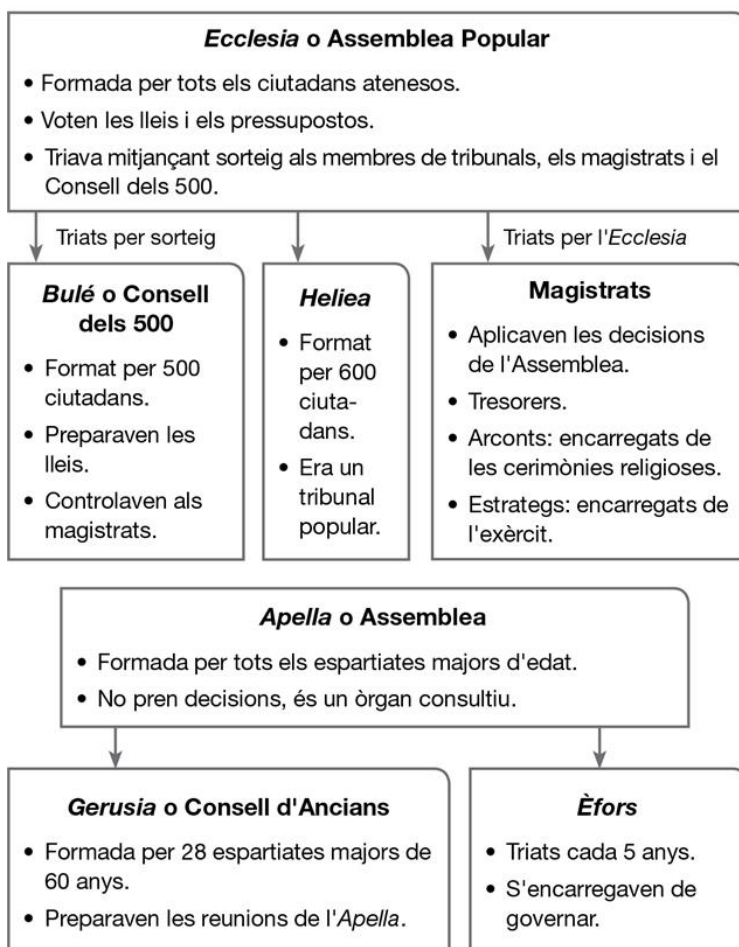 Ecclesia o Assemblea Popular
• Formada per tots els ciutadans atenesos.
• Voten les lleis i els pressupostos.
• Triava mitjançant sorteig als membres de tribunals, els magistrats i el
Consell dels 500.
Triats per sorteig
Triats per l'Ecclesia
Bulé o Consell
dels 500
• Format per 500
ciutadans.
• Preparaven les
lleis.
• Controlaven als
magistrats.
Heliea
• Format
per 600
ciuta-
dans.
• Era un
tribunal
popular.
Magistrats
• Aplicaven les decisions
de l'Assemblea.
• Tresorers.
• Arconts: encarregats de
les cerimònies religioses.
• Estrategs: encarregats de
l'exèrcit.
Apella o Assemblea
• Formada per tots els espartiates majors d'edat.
• No pren decisions, és un òrgan consultiu.
Gerusia o Consell d'Ancians
• Formada per 28 espartiates majors de
60 anys.
• Preparaven les reunions de l'Apella.
Èfors
• Triats cada 5 anys.
• S'encarregaven de
governar.